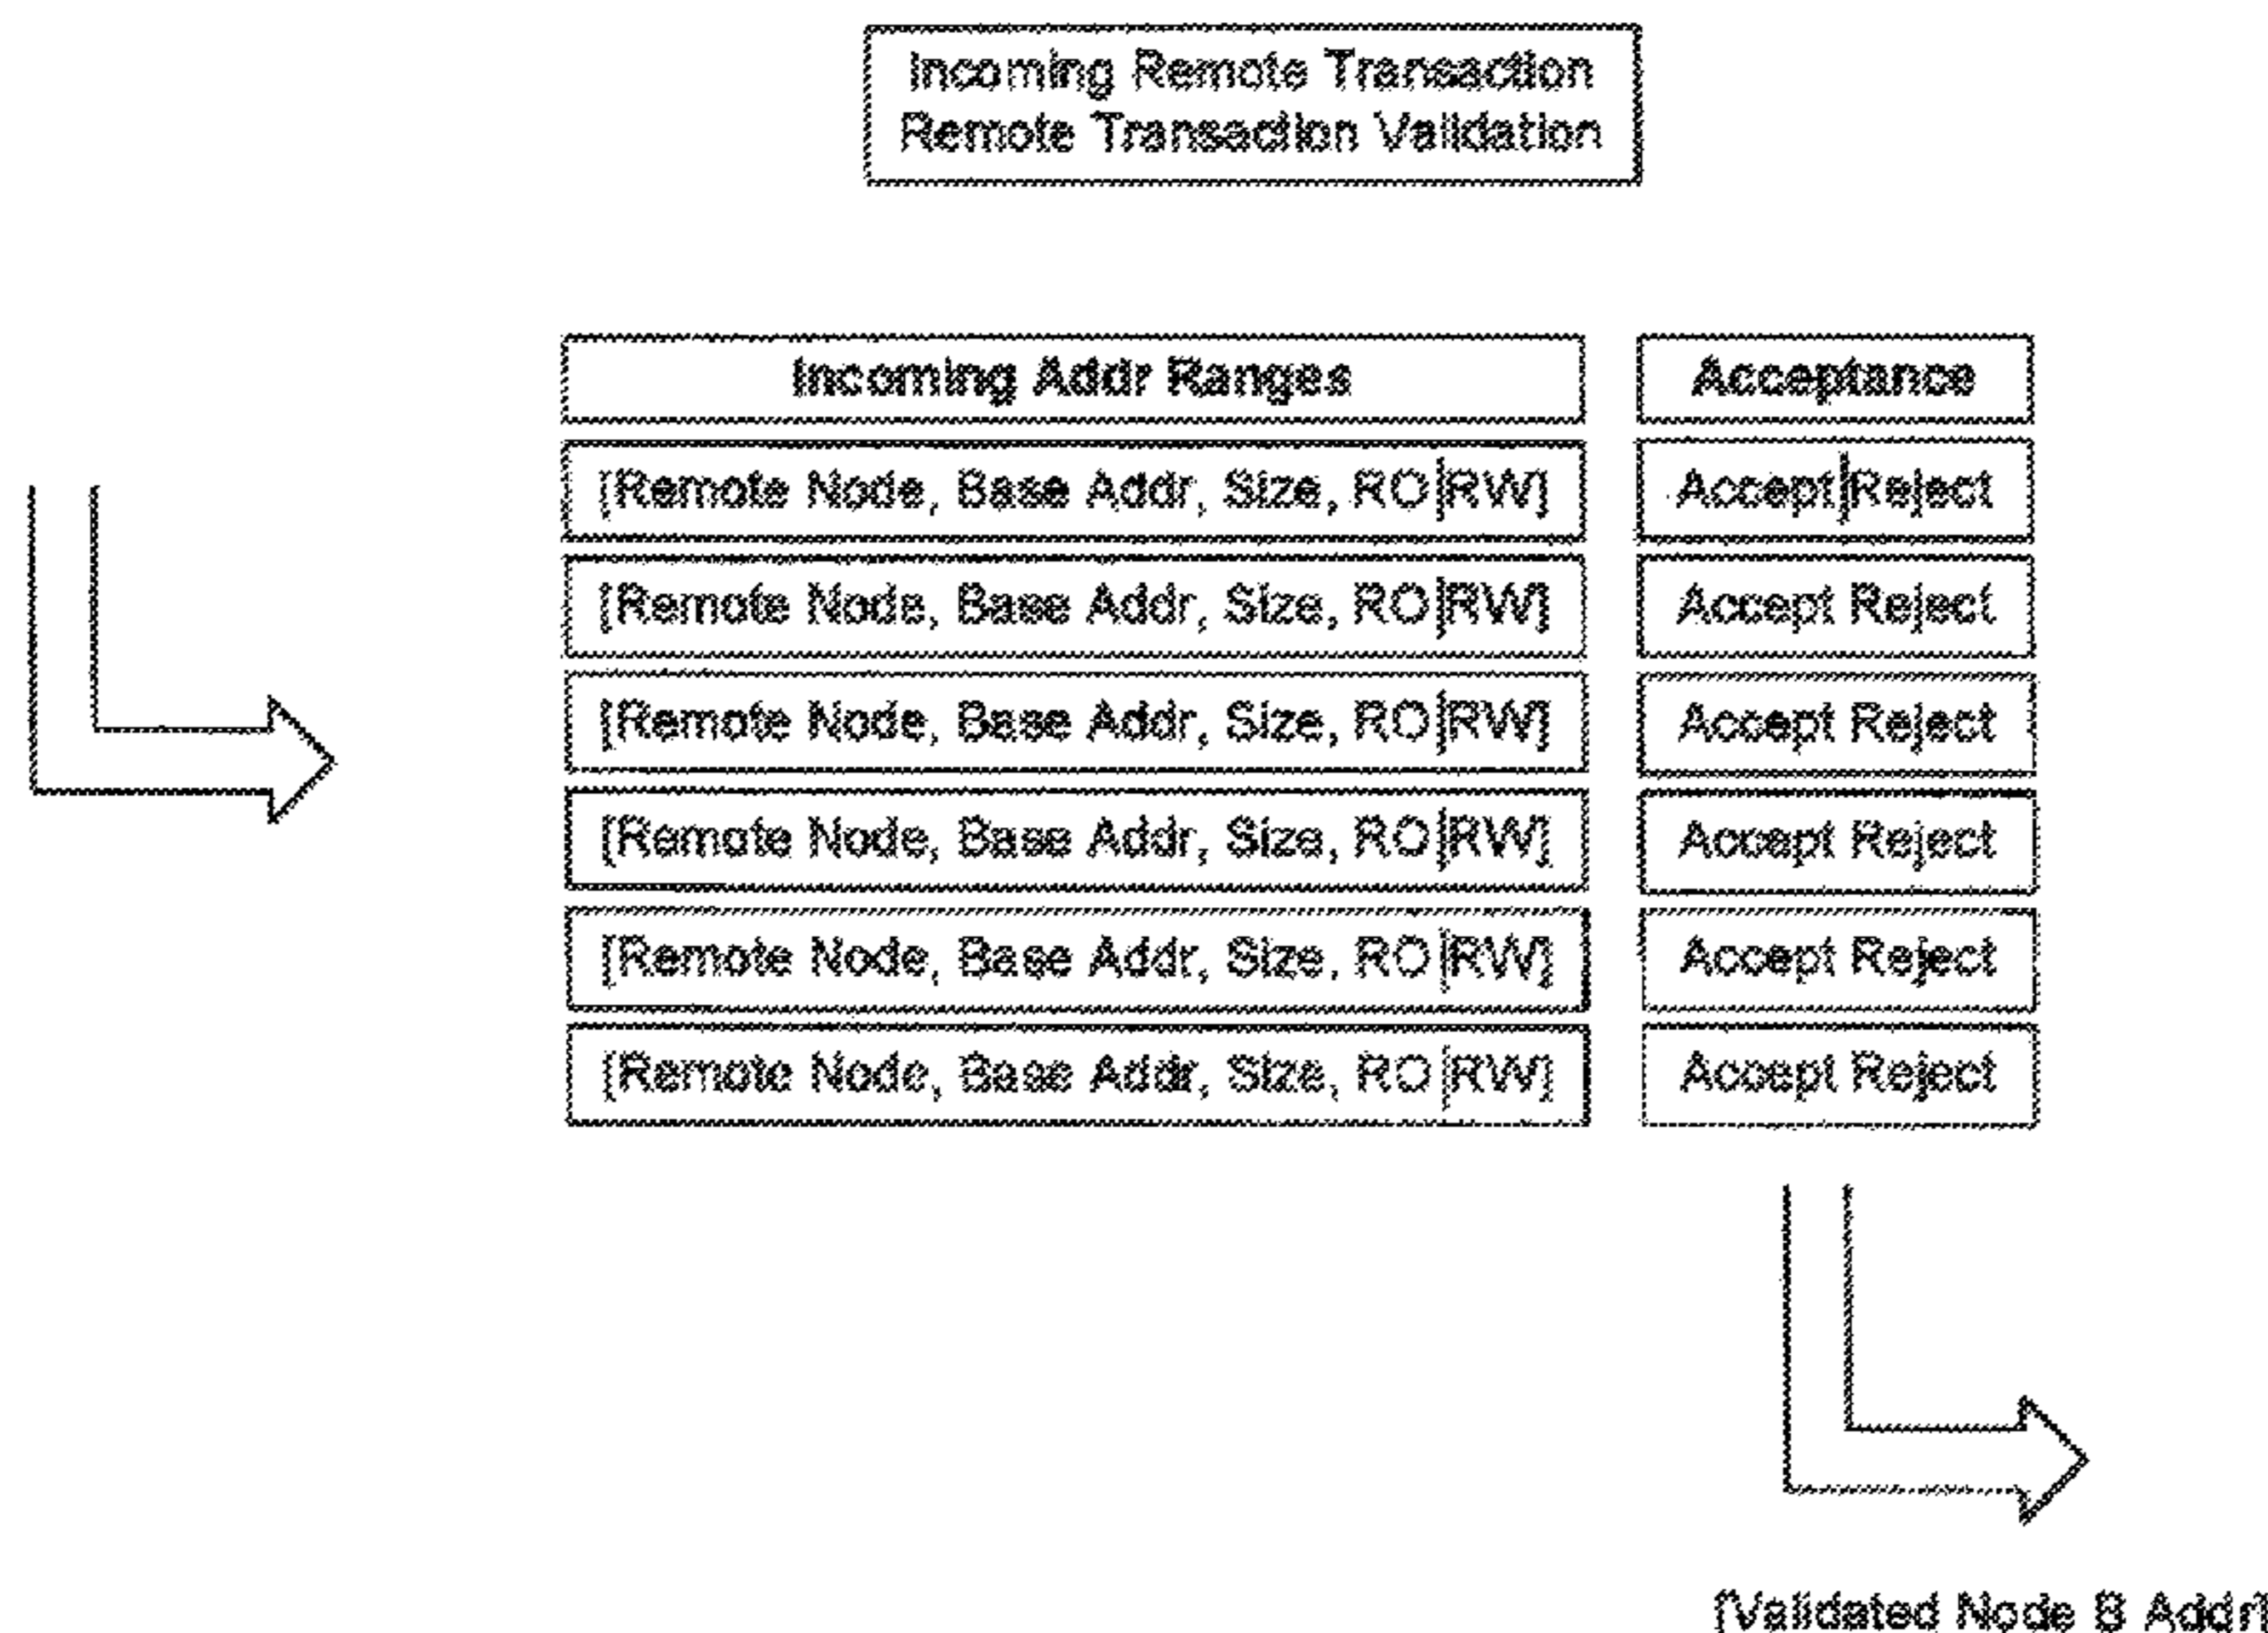 Incoming Remote Transaction
Remote Transaction Validation
Incoming Addr Ranges Acceptance
[Remote Node, Base Addr, Size, RO|RW] Accept|Reject
[Remote Node, Base Addr, Size, RO|RW] Accept Reject
[Remote Node, Base Addr, Size, RO|RW] Accept Reject
[Remote Node, Base Addr, Size, RO|RW] Accept Reject
[Remote Node, Base Addr, Size, RO|RW] Accept Reject
[Remote Node, Base Addr, Size, RO|RW] Accept Reject
[Validated Node B Addr]